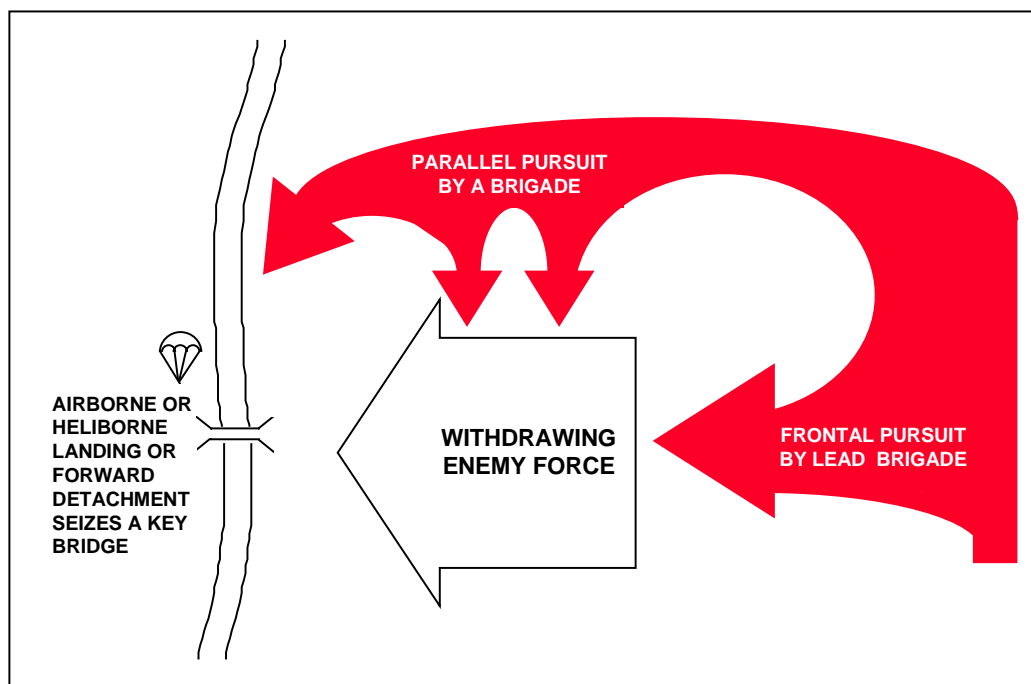 PARALLEL PURSUIT
BY A BRIGADE
AIRBORNE OR
HELIBORNE
LANDING OR
FORWARD
DETACHMENT
SEIZES A KEY
BRIDGE
WITHDRAWING
ENEMY FORCE
FRONTAL PURSUIT
BY LEAD BRIGADE